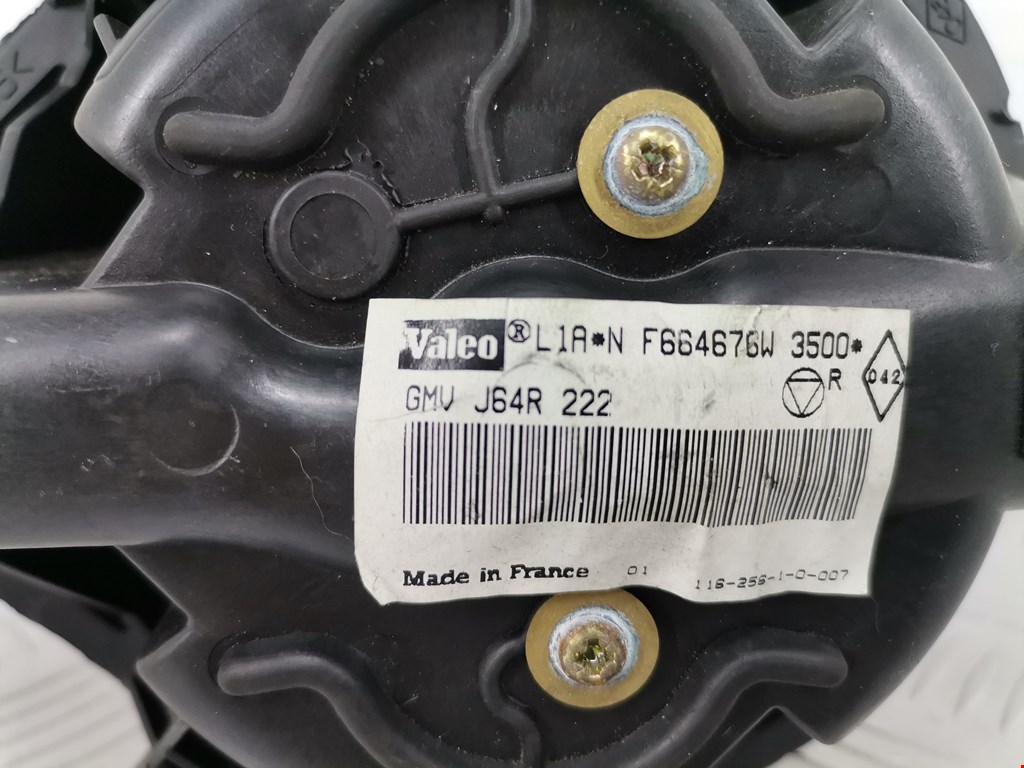 Valeo® L1A*N F664676W 3500*
R 042
GMV J64R 222
Made in France 01 116-256-1-0-007